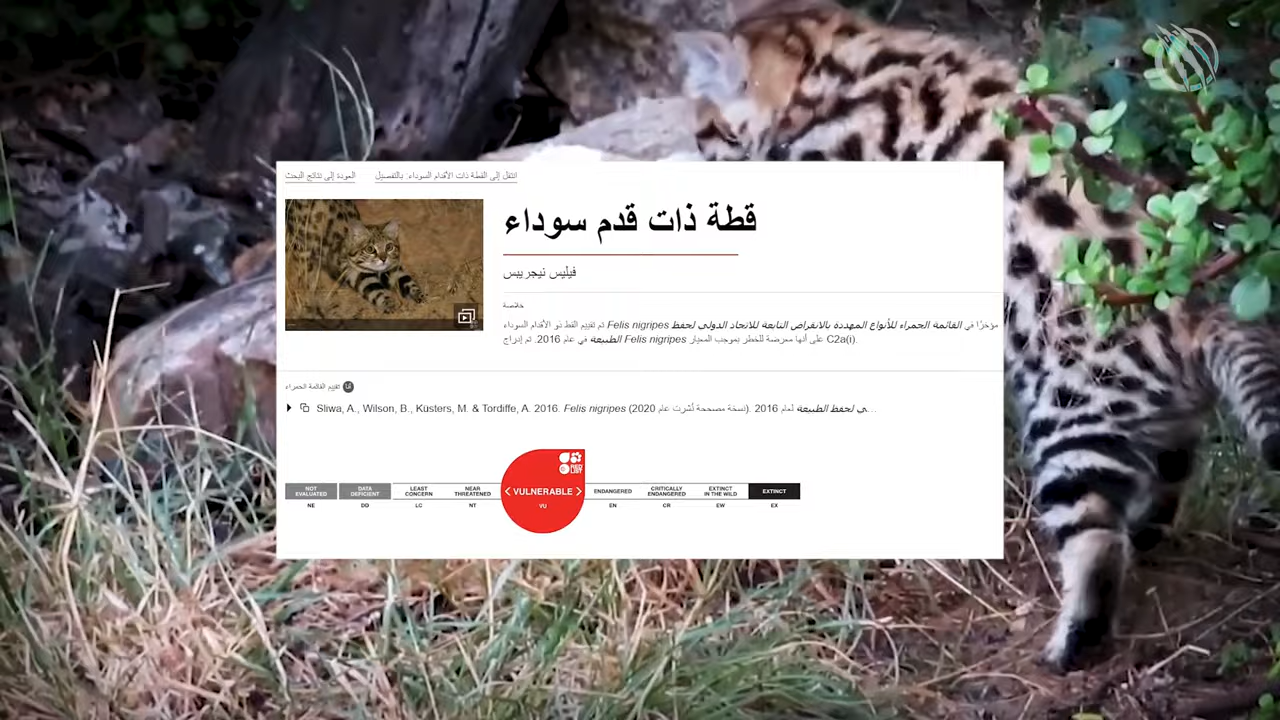 العودة إلى نتائج البحث
انتقل إلى القطة ذات الأقدام السوداء: بالتفصيل
قطة ذات قدم سوداء
فيليس نيجريبس
خلاصة
مؤخرًا في القائمة الحمراء للأنواع المهددة بالانقراض التابعة للاتحاد الدولي لحفظ Felis nigripes تم تقييم القط ذو الأقدام السوداء
الطبيعة في عام 2016. تم إدراج Felis nigripes على أنها معرضة للخطر بموجب المعيار C2a(i).
تقييم القائمة الحمراء
Sliwa, A., Wilson, B., Küsters, M. & Tordiffe, A. 2016. Felis nigripes (نسخة مصححة أُشرت عام 2020). لعام 2016 ي لحفظ الطبيعة...
NOT EVALUATED
DATA DEFICIENT
LEAST CONCERN
NEAR THREATENED
< VULNERABLE >
ENDANGERED
CRITICALLY ENDANGERED
EXTINCT IN THE WILD
EXTINCT
NE
DD
LC
NT
VU
EN
CR
EW
EX
RED LIST